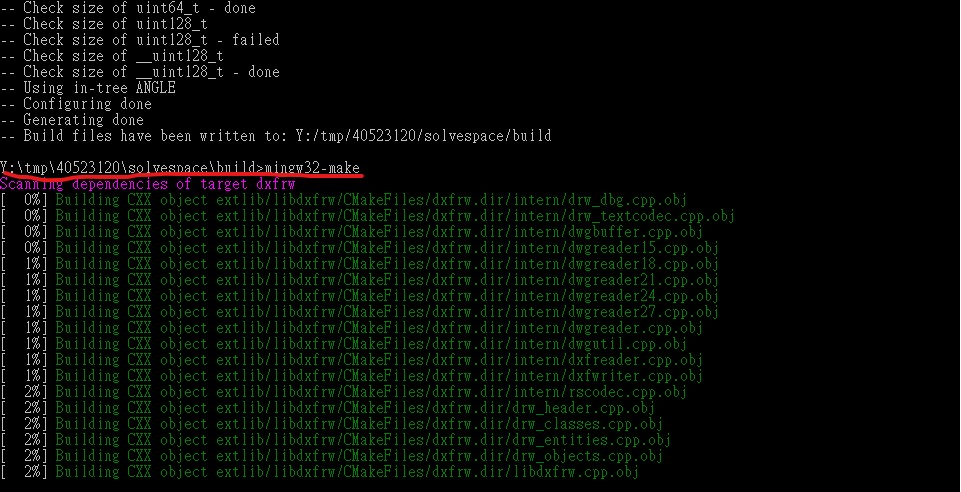 -- Check size of uint64_t - done
-- Check size of uint128_t
-- Check size of uint128_t - failed
-- Check size of __uint128_t
-- Check size of __uint128_t - done
-- Using in-tree ANGLE
-- Configuring done
-- Generating done
-- Build files have been written to: Y:/tmp/40523120/solvespace/build
Y:\tmp\40523120\solvespace\build>mingw32-make
Scanning dependencies of target dxfrw
[  0%] Building CXX object extlib/libdxfrw/CMakeFiles/dxfrw.dir/intern/drw_dbg.cpp.obj
[  0%] Building CXX object extlib/libdxfrw/CMakeFiles/dxfrw.dir/intern/drw_textcodec.cpp.obj
[  0%] Building CXX object extlib/libdxfrw/CMakeFiles/dxfrw.dir/intern/dwgbuffer.cpp.obj
[  0%] Building CXX object extlib/libdxfrw/CMakeFiles/dxfrw.dir/intern/dwgreader15.cpp.obj
[  1%] Building CXX object extlib/libdxfrw/CMakeFiles/dxfrw.dir/intern/dwgreader18.cpp.obj
[  1%] Building CXX object extlib/libdxfrw/CMakeFiles/dxfrw.dir/intern/dwgreader21.cpp.obj
[  1%] Building CXX object extlib/libdxfrw/CMakeFiles/dxfrw.dir/intern/dwgreader24.cpp.obj
[  1%] Building CXX object extlib/libdxfrw/CMakeFiles/dxfrw.dir/intern/dwgreader27.cpp.obj
[  1%] Building CXX object extlib/libdxfrw/CMakeFiles/dxfrw.dir/intern/dwgreader.cpp.obj
[  1%] Building CXX object extlib/libdxfrw/CMakeFiles/dxfrw.dir/intern/dwgutil.cpp.obj
[  1%] Building CXX object extlib/libdxfrw/CMakeFiles/dxfrw.dir/intern/dxfreader.cpp.obj
[  1%] Building CXX object extlib/libdxfrw/CMakeFiles/dxfrw.dir/intern/dxfwriter.cpp.obj
[  2%] Building CXX object extlib/libdxfrw/CMakeFiles/dxfrw.dir/intern/rscodec.cpp.obj
[  2%] Building CXX object extlib/libdxfrw/CMakeFiles/dxfrw.dir/drw_header.cpp.obj
[  2%] Building CXX object extlib/libdxfrw/CMakeFiles/dxfrw.dir/drw_classes.cpp.obj
[  2%] Building CXX object extlib/libdxfrw/CMakeFiles/dxfrw.dir/drw_entities.cpp.obj
[  2%] Building CXX object extlib/libdxfrw/CMakeFiles/dxfrw.dir/drw_objects.cpp.obj
[  2%] Building CXX object extlib/libdxfrw/CMakeFiles/dxfrw.dir/libdxfrw.cpp.obj